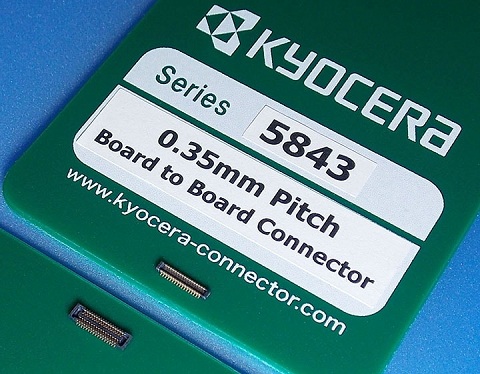 KYOCERA
Series 5843
0.35mm Pitch
Board to Board Connector
www.kyocera-connector.com